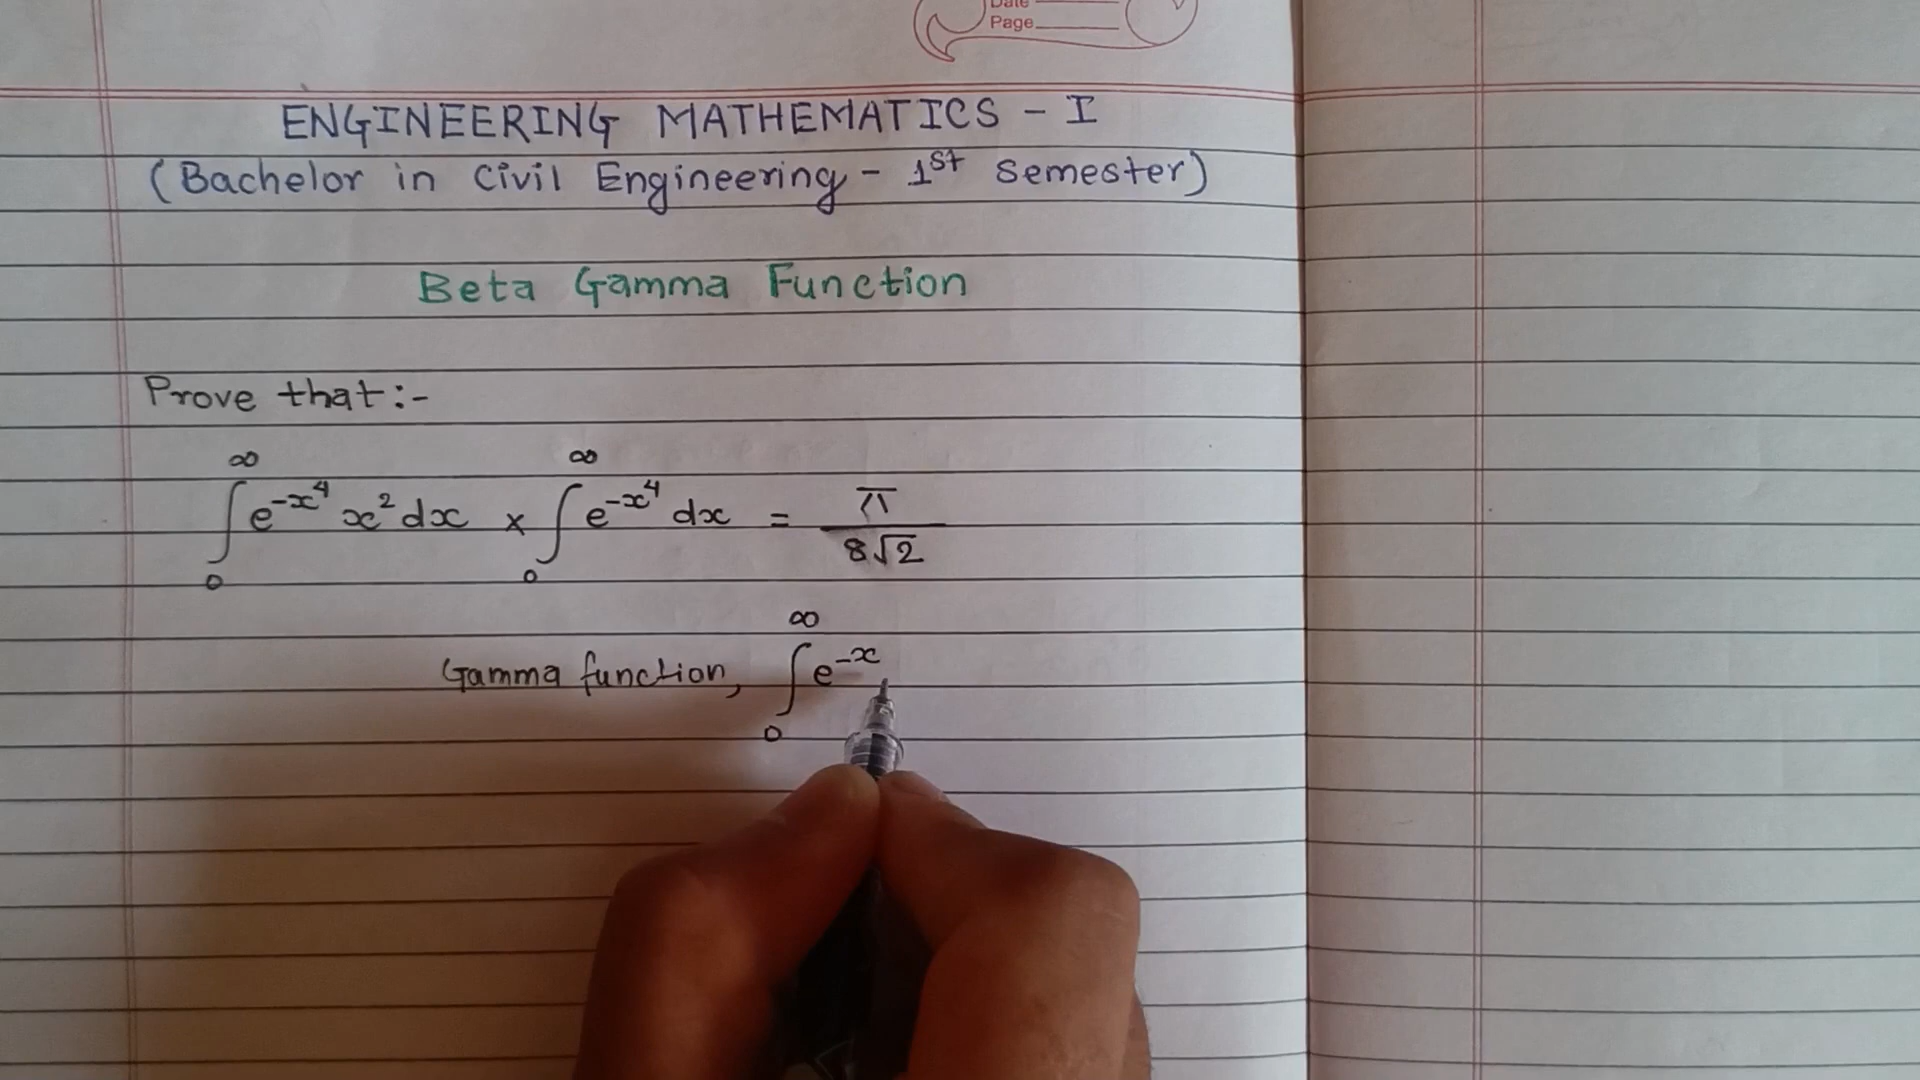 Date
Page
ENGINEERING MATHEMATICS - I
(Bachelor in Civil Engineering - 1st Semester)
Beta Gamma Function
Prove that:-
∫₀^∞ e^{-x⁴} x² dx × ∫₀^∞ e^{-x⁴} dx = π / 8√2
Gamma function, ∫₀^∞ e^{-x}